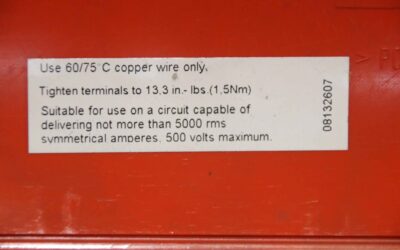 Use 60/75 C copper wire only.
Tighten terminals to 13.3 in.- lbs.(1,5Nm)
Suitable for use on a circuit capable of
delivering not more than 5000 rms
symmetrical amperes. 500 volts maximum.
08132607